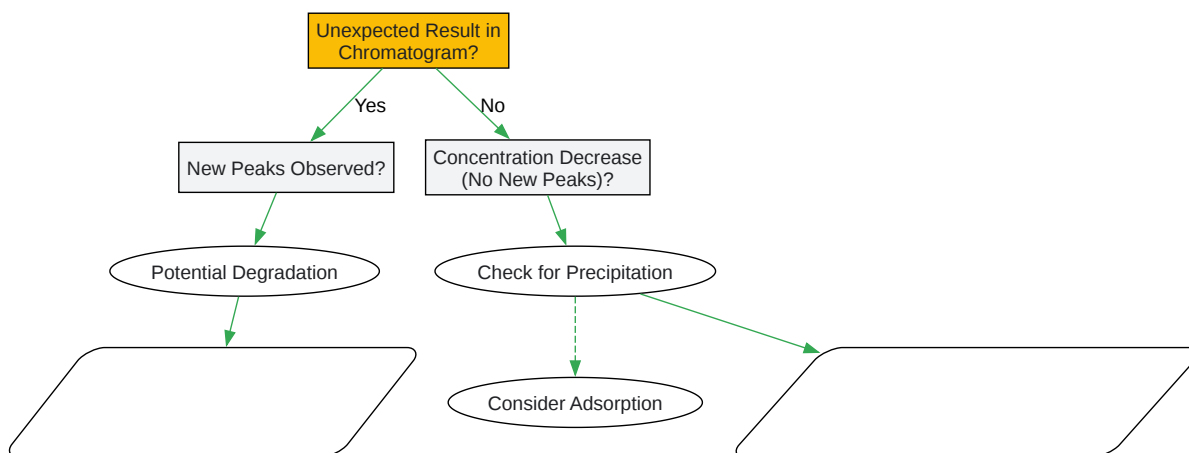 Unexpected Result in
Chromatogram?
Yes
No
New Peaks Observed?
Concentration Decrease
(No New Peaks)?
Potential Degradation
Check for Precipitation
Consider Adsorption